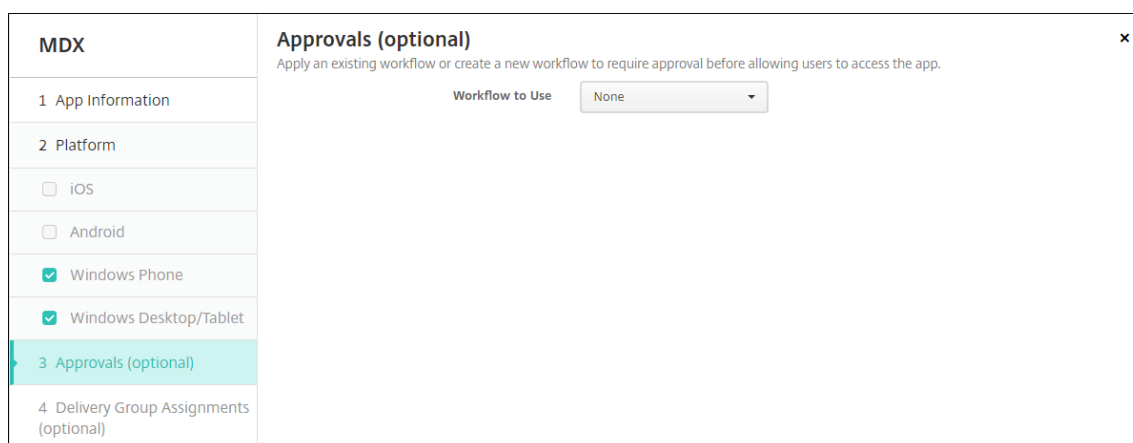 MDX
1 App Information
2 Platform
iOS
Android
Windows Phone
Windows Desktop/Tablet
3 Approvals (optional)
4 Delivery Group Assignments
(optional)
Approvals (optional)
×
Apply an existing workflow or create a new workflow to require approval before allowing users to access the app.
Workflow to Use
None